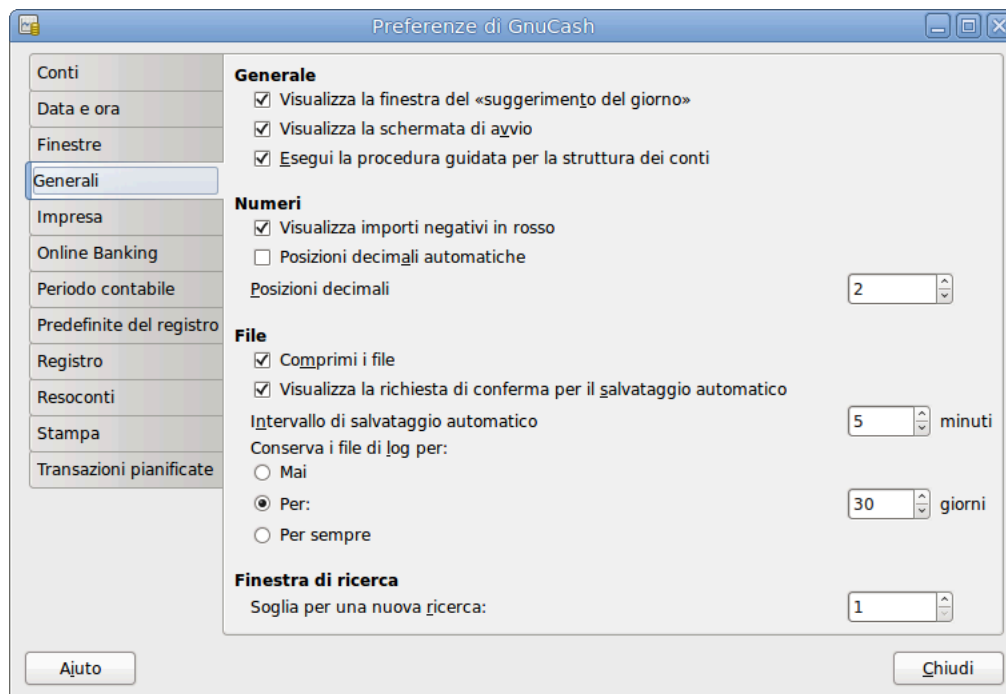 Preferenze di GnuCash
Conti
Data e ora
Finestre
Generali
Impresa
Online Banking
Periodo contabile
Predefinite del registro
Registro
Resoconti
Stampa
Transazioni pianificate
Generale
Visualizza la finestra del «suggerimento del giorno»
Visualizza la schermata di avvio
Esegui la procedura guidata per la struttura dei conti
Numeri
Visualizza importi negativi in rosso
Posizioni decimali automatiche
Posizioni decimali 2
File
Comprimi i file
Visualizza la richiesta di conferma per il salvataggio automatico
Intervallo di salvataggio automatico 5 minuti
Conserva i file di log per:
Mai
Per: 30 giorni
Per sempre
Finestra di ricerca
Soglia per una nuova ricerca: 1
Aiuto
Chiudi